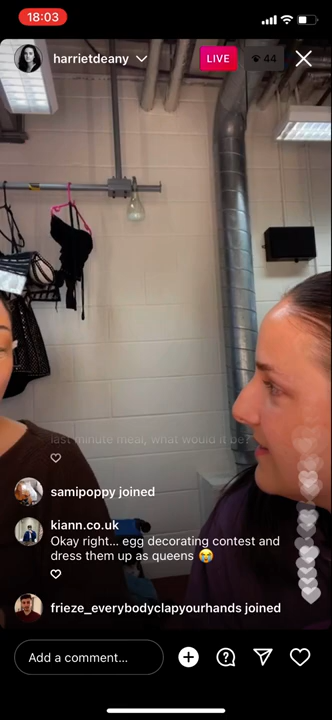 18:03
harrietdeany
LIVE
44
last minute meal, what would it be?
samipoppy joined
kiann.co.uk
Okay right... egg decorating contest and
dress them up as queens 😭
frieze_everybodyclapyourhands joined
Add a comment...